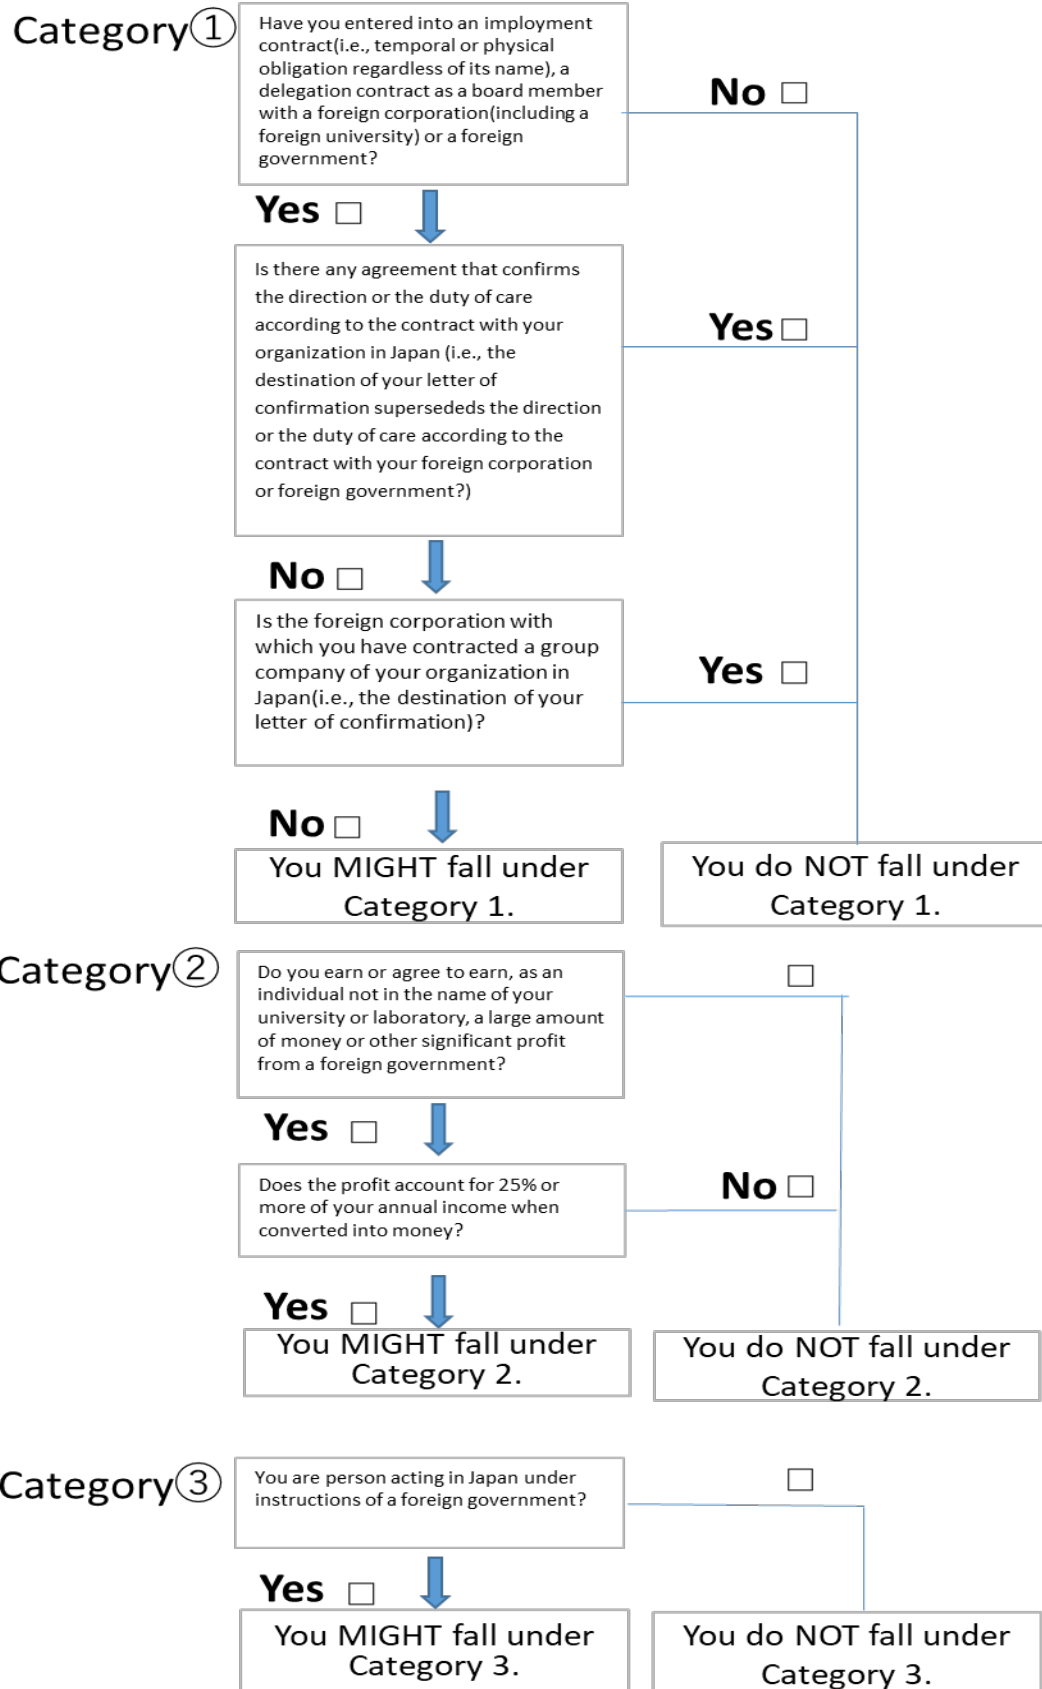 Category①
Have you entered into an imployment
contract(i.e., temporal or physical
obligation regardless of its name), a
delegation contract as a board member
with a foreign corporation(including a
foreign university) or a foreign
government?
No □
Yes □
Is there any agreement that confirms
the direction or the duty of care
according to the contract with your
organization in Japan (i.e., the
destination of your letter of
confirmation supersededs the direction
or the duty of care according to the
contract with your foreign corporation
or foreign government?)
Yes □
No □
Is the foreign corporation with
which you have contracted a group
company of your organization in
Japan(i.e., the destination of your
letter of confirmation)?
Yes □
No □
You MIGHT fall under
Category 1.
You do NOT fall under
Category 1.
Category②
Do you earn or agree to earn, as an
individual not in the name of your
university or laboratory, a large amount
of money or other significant profit
from a foreign government?
□
Yes □
Does the profit account for 25% or
more of your annual income when
converted into money?
No □
Yes □
You MIGHT fall under
Category 2.
You do NOT fall under
Category 2.
Category③
You are person acting in Japan under
instructions of a foreign government?
□
Yes □
You MIGHT fall under
Category 3.
You do NOT fall under
Category 3.